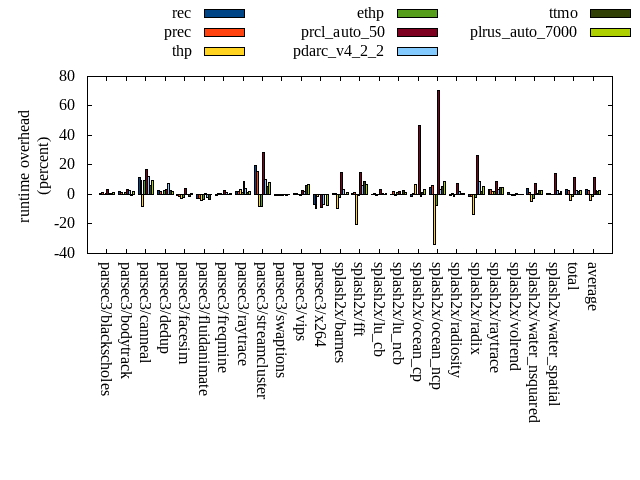 rec
prec
thp
ethp
prcl_auto_50
pdarc_v4_2_2
ttmo
plrus_auto_7000
runtime overhead
(percent)
80
60
40
20
0
-20
-40
parsec3/blackscholes
parsec3/bodytrack
parsec3/canneal
parsec3/dedup
parsec3/facesim
parsec3/fluidanimate
parsec3/freqmine
parsec3/raytrace
parsec3/streamcluster
parsec3/swaptions
parsec3/vips
parsec3/x264
splash2x/barnes
splash2x/fft
splash2x/lu_cb
splash2x/lu_ncb
splash2x/ocean_cp
splash2x/ocean_ncp
splash2x/radiosity
splash2x/radix
splash2x/raytrace
splash2x/volrend
splash2x/water_nsquared
splash2x/water_spatial
total
average